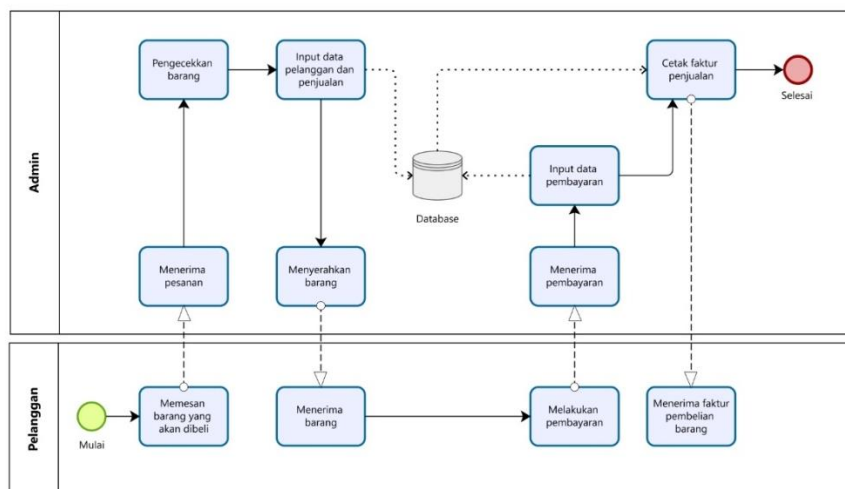 Admin
Pengecekkan
barang
Input data
pelanggan dan
penjualan
Cetak faktur
penjualan
Selesai
Database
Input data
pembayaran
Menerima
pesanan
Menyerahkan
barang
Menerima
pembayaran
Pelanggan
Mulai
Memesan
barang yang
akan dibeli
Menerima
barang
Melakukan
pembayaran
Menerima faktur
pembelian
barang